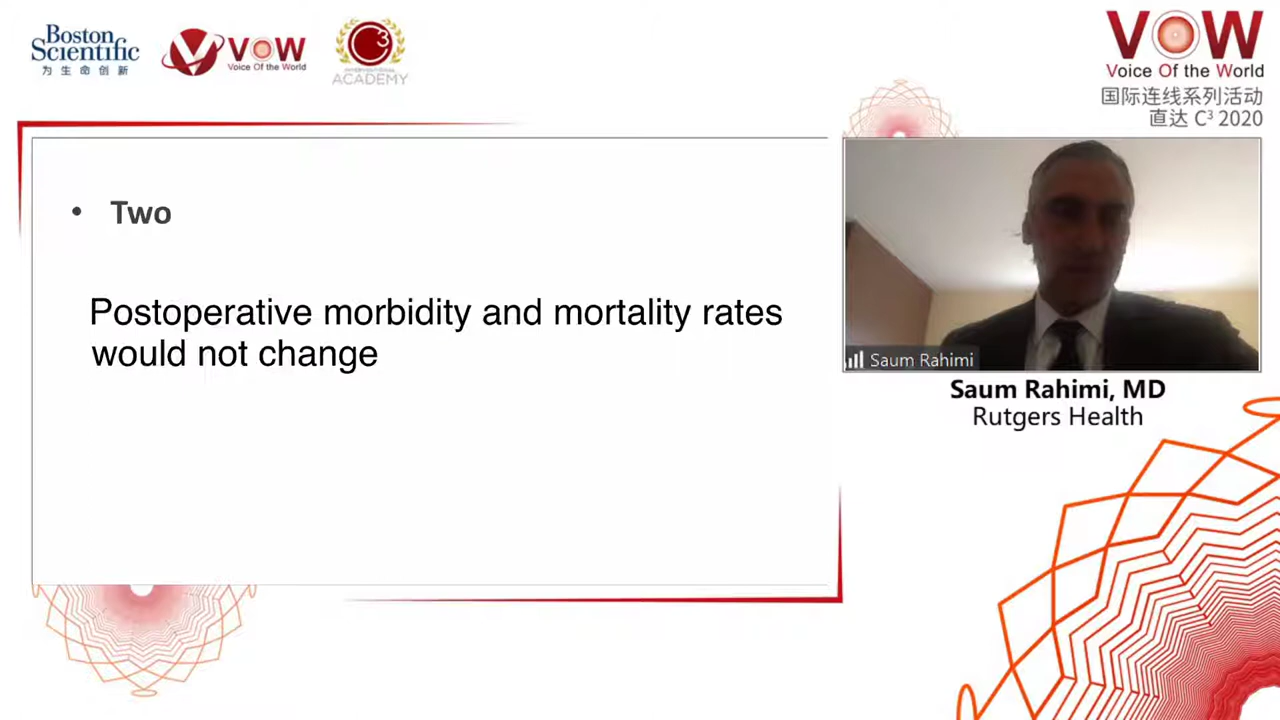 Boston
Scientific
为生命创新
VOW
Voice Of the World
C3
ACADEMY
VOW
Voice Of the World
国际连线系列活动
直达 C³ 2020
• Two
Postoperative morbidity and mortality rates
would not change
Saum Rahimi
Saum Rahimi, MD
Rutgers Health